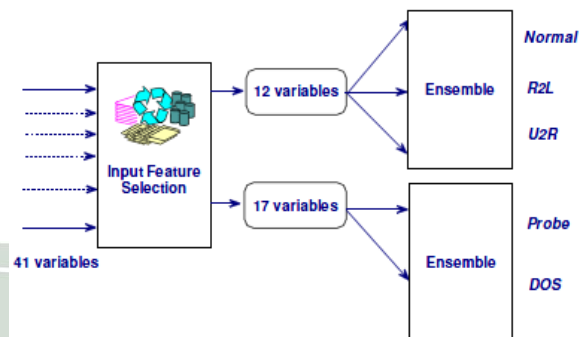 41 variables
Input Feature
Selection
12 variables
17 variables
Ensemble
Normal
R2L
U2R
Ensemble
Probe
DOS